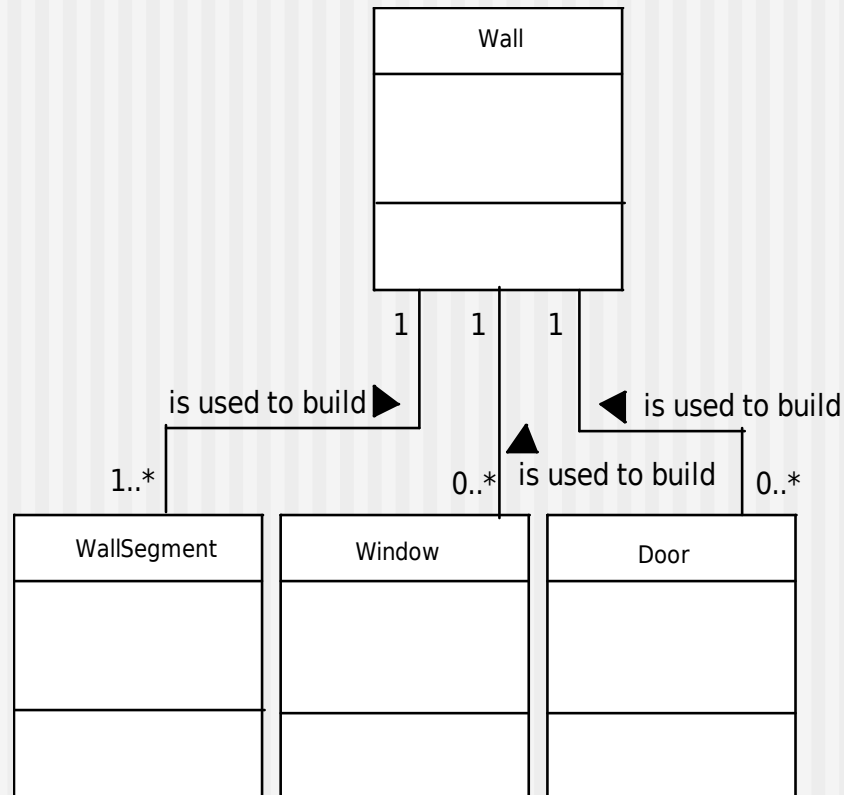 Wall
1 1 1
is used to build
is used to build
1..*
0..*
is used to build
0..*
WallSegment
Window
Door